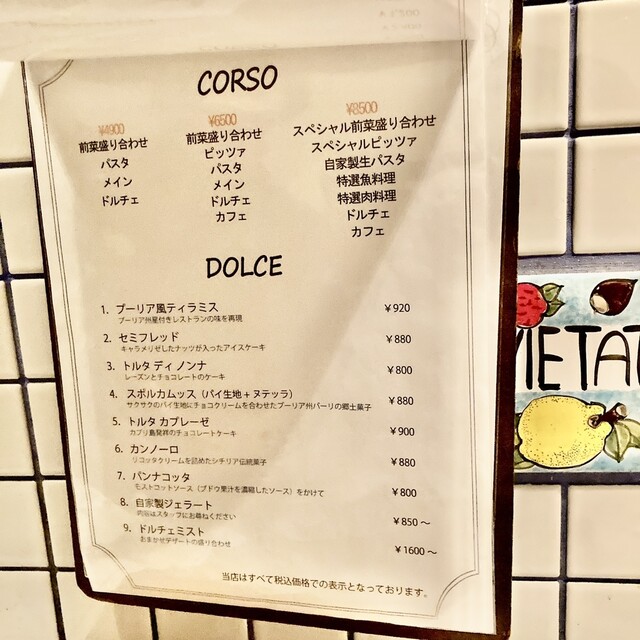 CORSO
¥4900
前菜盛り合わせ
パスタ
メイン
ドルチェ
¥6500
前菜盛り合わせ
ピッツァ
パスタ
メイン
ドルチェ
カフェ
¥8500
スペシャル前菜盛り合わせ
スペシャルピッツァ
自家製生パスタ
特選魚料理
特選肉料理
ドルチェ
カフェ
DOLCE
1. プーリア風ティラミス ¥920
プーリア州星付きレストランの味を再現
2. セミフレッド ¥880
キャラメリゼしたナッツが入ったアイスケーキ
3. トルタ ディ ノンナ ¥800
レーズンとチョコレートのケーキ
4. スポルカムッス（パイ生地 + ヌテッラ） ¥880
サクサクのパイ生地にチョコクリームを合わせたプーリア州バーリの郷土菓子
5. トルタ カプレーゼ ¥900
カプリ島発祥のチョコレートケーキ
6. カンノーロ ¥880
リコッタクリームを詰めたシチリア伝統菓子
7. パンナコッタ ¥800
モストコットソース（ブドウ果汁を濃縮したソース）をかけて
8. 自家製ジェラート ¥850～
内容はスタッフにお尋ねください
9. ドルチェミスト ¥1600～
おまかせデザートの盛り合わせ
当店はすべて税込価格での表示となっております。
VIETAT